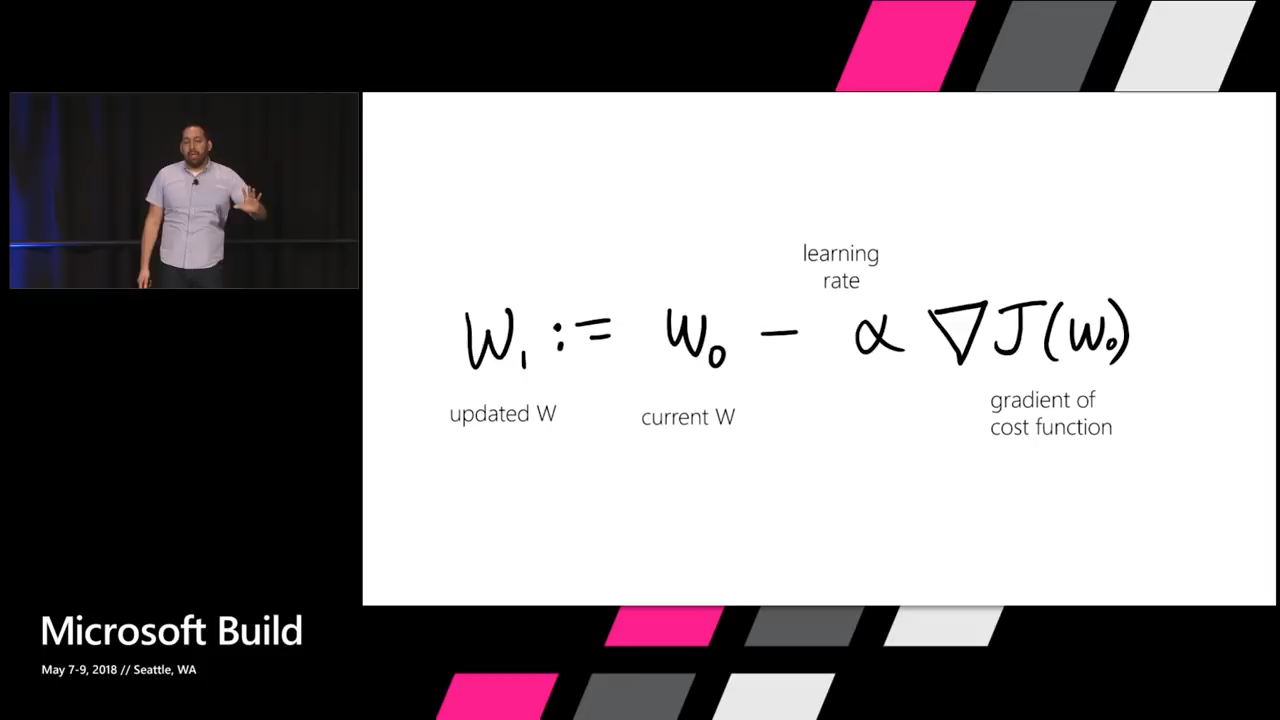 learning
rate
W₁ := W₀ − α ∇J(W₀)
updated W
current W
gradient of
cost function
Microsoft Build
May 7-9, 2018 // Seattle, WA